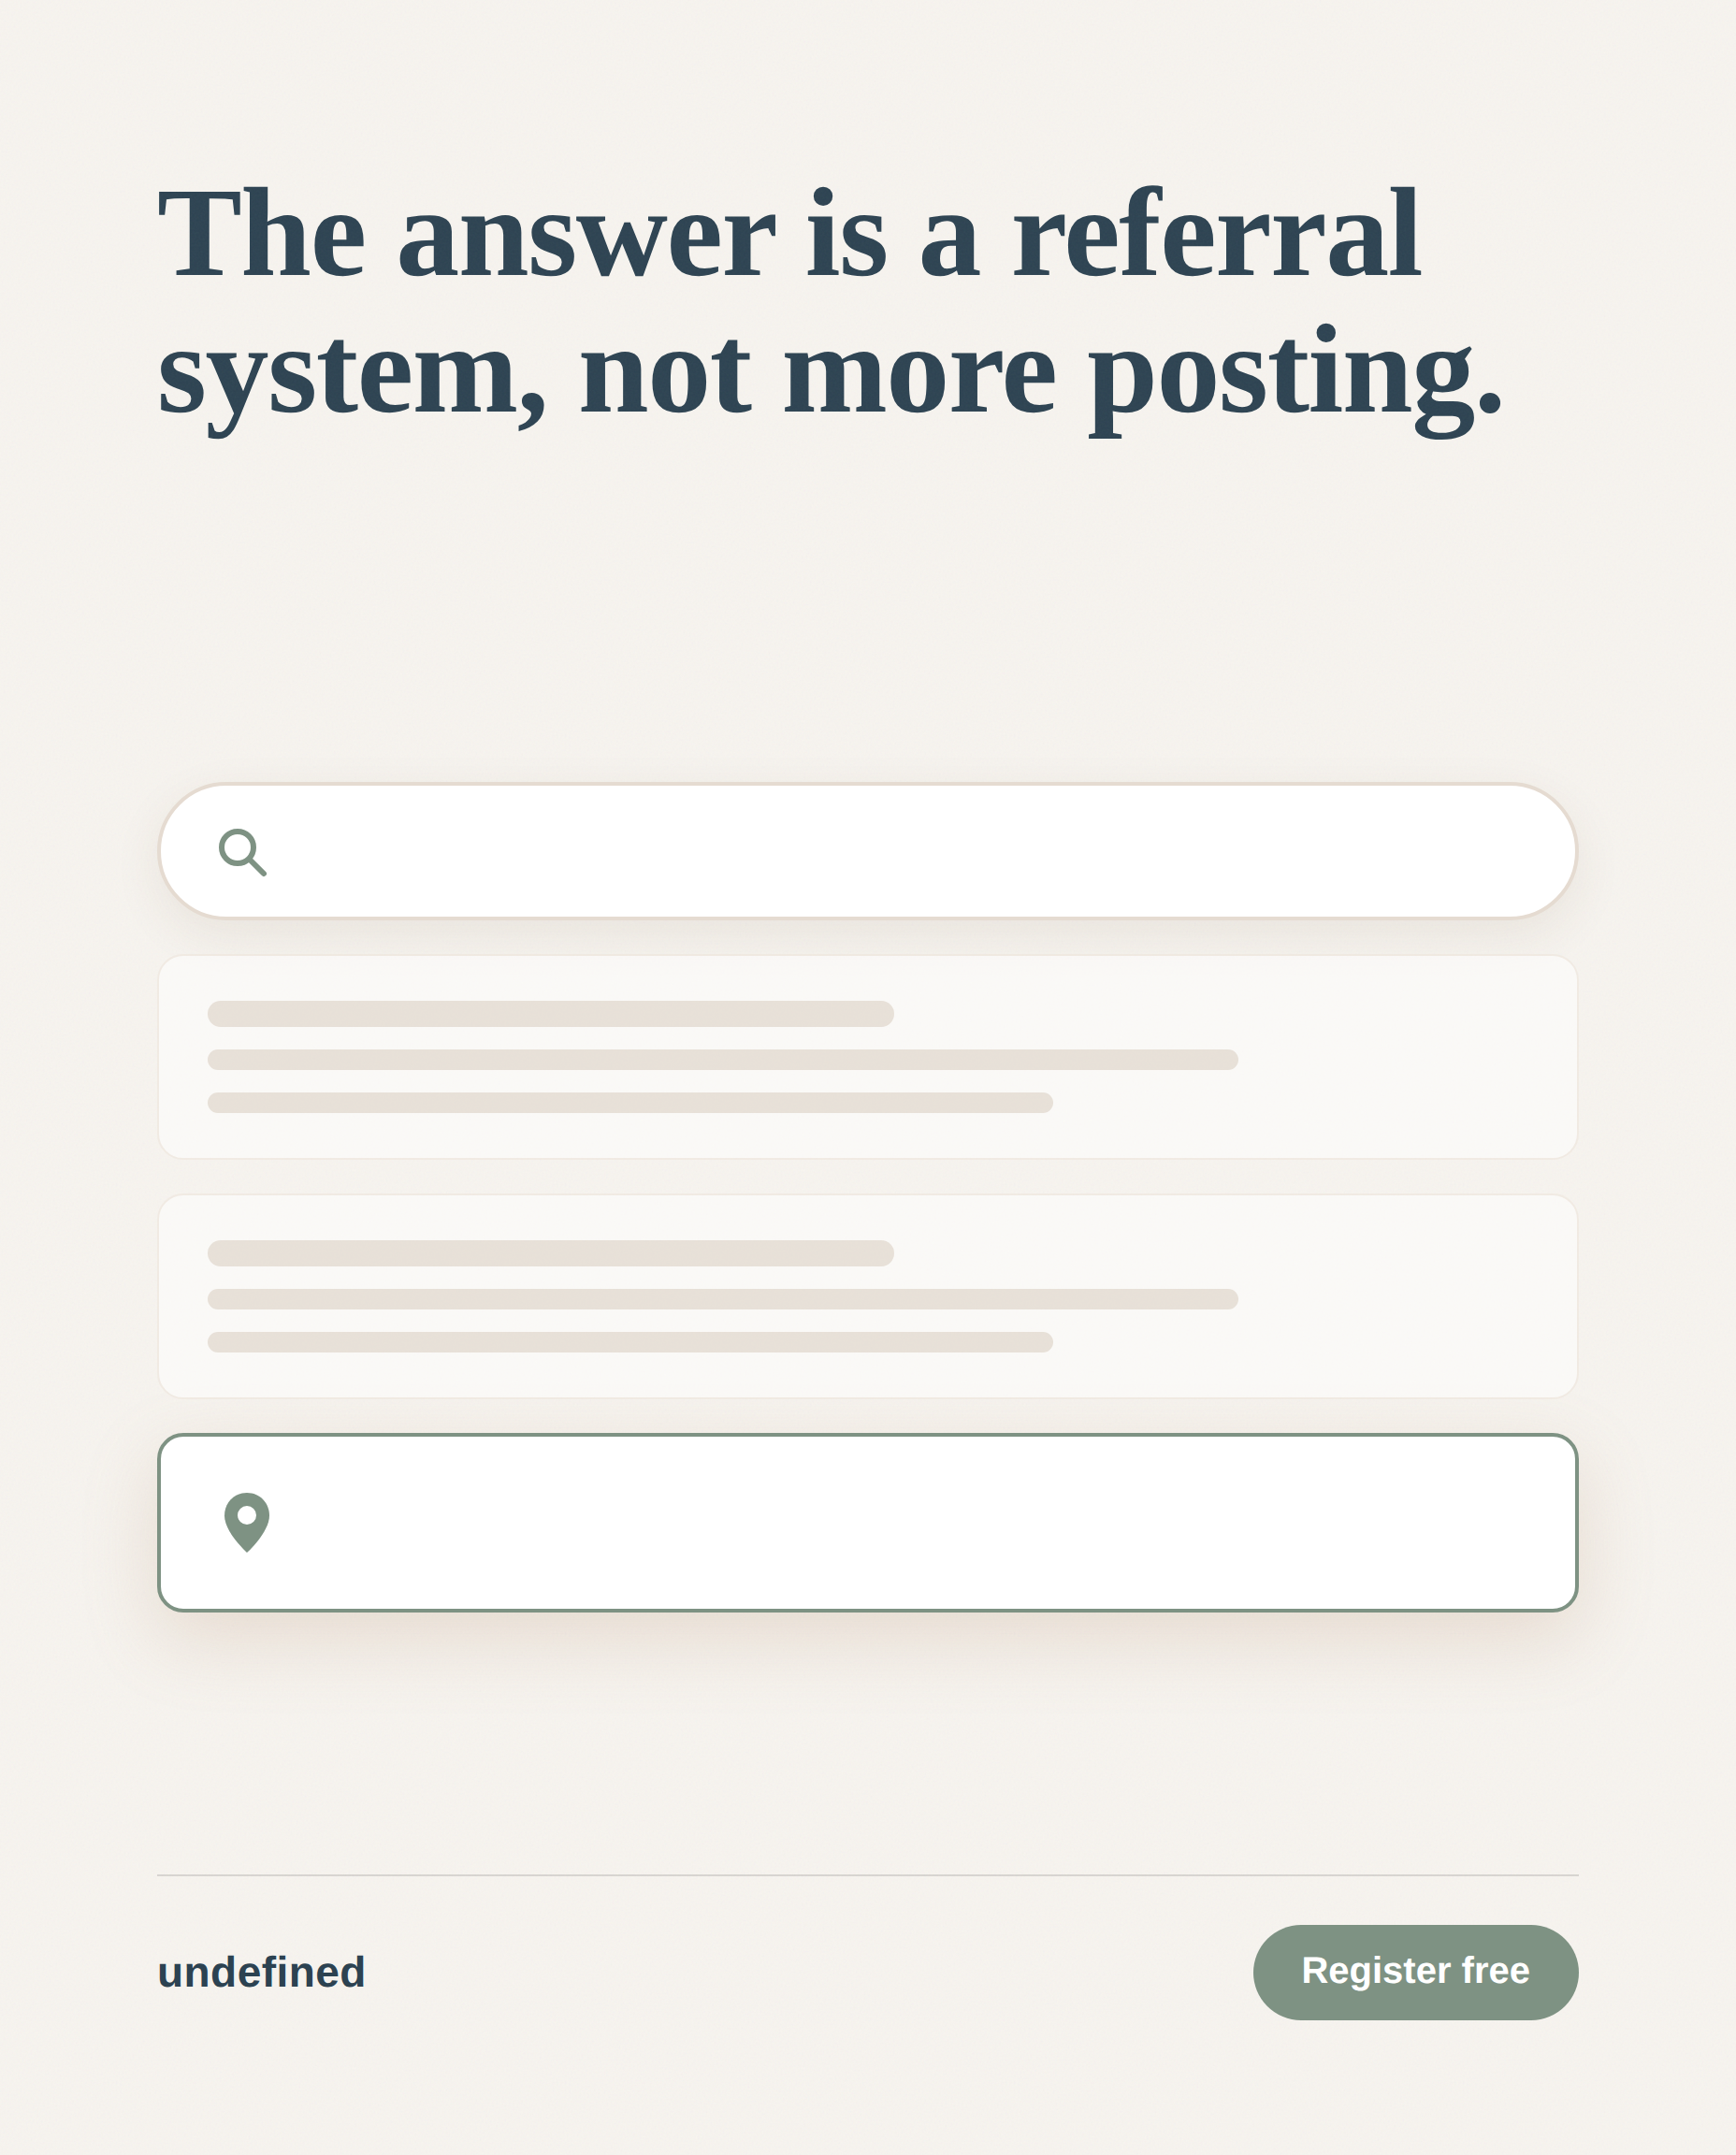 The answer is a referral
system, not more posting.
undefined
Register free